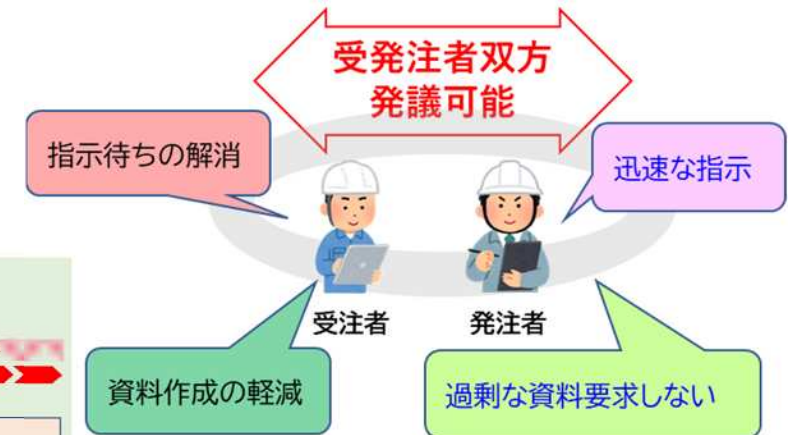 受発注者双方
発議可能
指示待ちの解消
迅速な指示
受注者
発注者
資料作成の軽減
過剰な資料要求しない